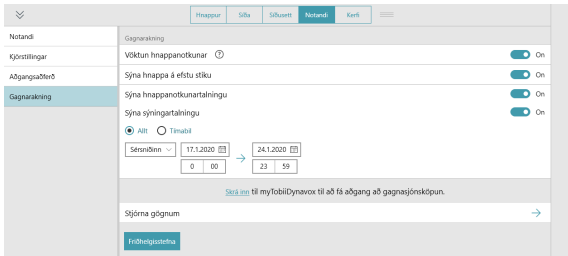 Hnappur Síða Síðusett Notandi Kerfi
Notandi
Kjörstillingar
Aðgangsaðferð
Gagnarakning
Gagnarakning
Vöktun hnappanotkunar ? On
Sýna hnappa á efstu stiku On
Sýna hnappanotkunartalningu On
Sýna sýningartalningu On
Allt Tímabil
Sérsniðinn 17.1.2020 24.1.2020
0 00 23 59
Skrá inn til myTobiiDynavox til að fá aðgang að gagnasjónsköpun.
Stjórna gögnum
Friðhelgisstefna